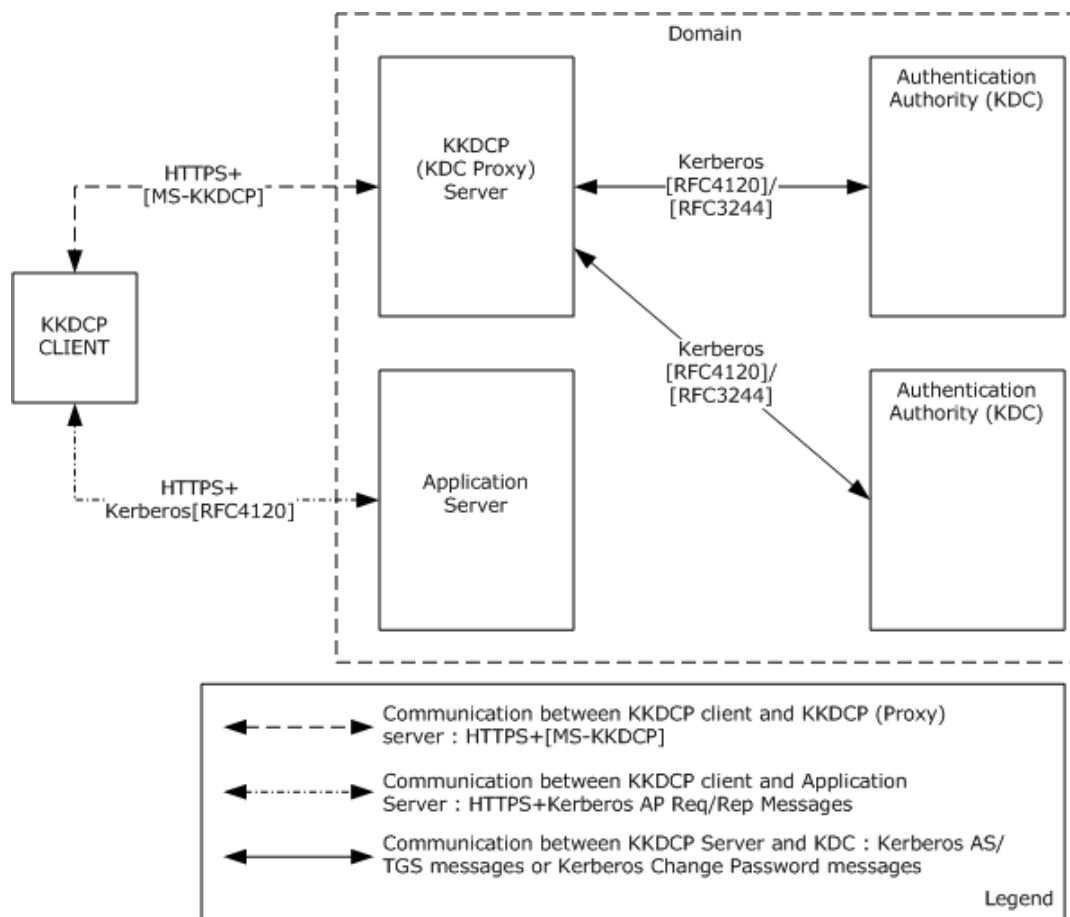 Domain
KKDCP
(KDC Proxy)
Server
Authentication
Authority (KDC)
HTTPS+
[MS-KKDCP]
Kerberos
[RFC4120]/
[RFC3244]
KKDCP
CLIENT
Kerberos
[RFC4120]/
[RFC3244]
Authentication
Authority (KDC)
HTTPS+
Kerberos[RFC4120]
Application
Server
Communication between KKDCP client and KKDCP (Proxy)
server : HTTPS+[MS-KKDCP]
Communication between KKDCP client and Application
Server : HTTPS+Kerberos AP Req/Rep Messages
Communication between KKDCP Server and KDC : Kerberos AS/
TGS messages or Kerberos Change Password messages
Legend